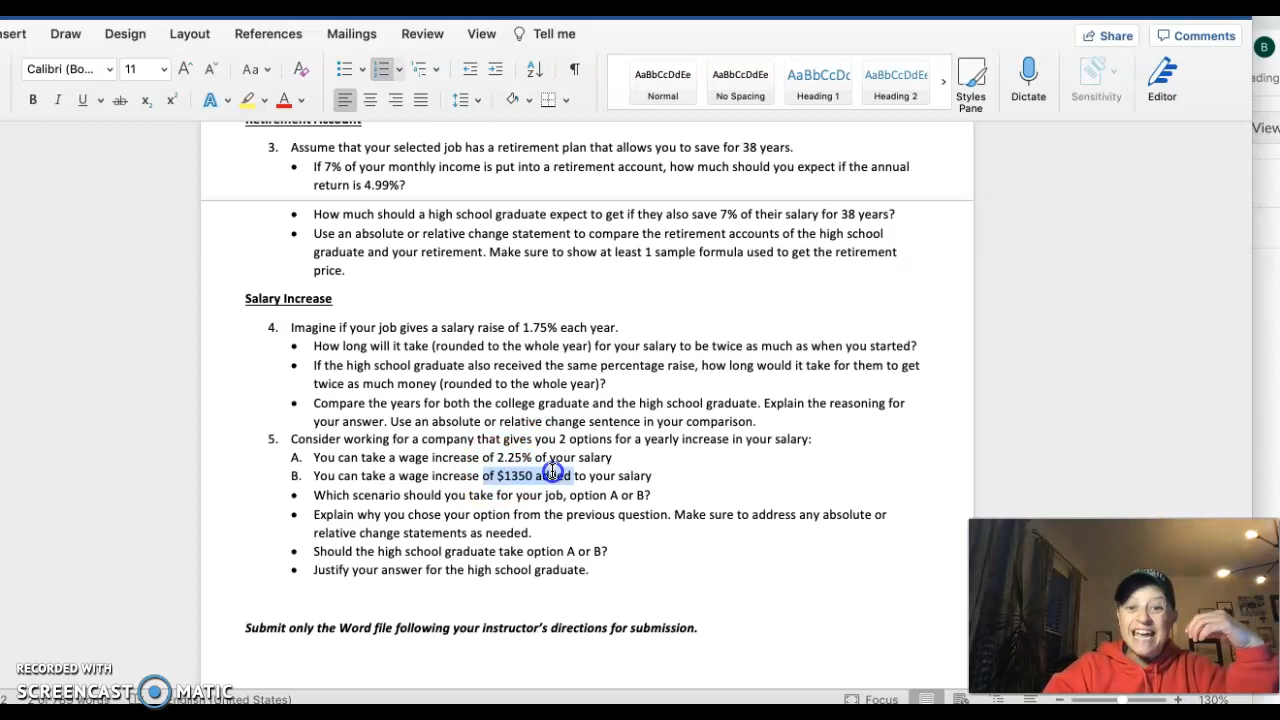 nsert Draw Design Layout References Mailings Review View Tell me Share Comments B
Calibri (Bo... 11 Aa AaBbCcDdEe AaBbCcDdEe AaBbCcDc AaBbCcDdEe
Normal No Spacing Heading 1 Heading 2 Styles Pane Dictate Sensitivity Editor
View
Retirement Account
3. Assume that your selected job has a retirement plan that allows you to save for 38 years.
• If 7% of your monthly income is put into a retirement account, how much should you expect if the annual
return is 4.99%?
• How much should a high school graduate expect to get if they also save 7% of their salary for 38 years?
• Use an absolute or relative change statement to compare the retirement accounts of the high school
graduate and your retirement. Make sure to show at least 1 sample formula used to get the retirement
price.
Salary Increase
4. Imagine if your job gives a salary raise of 1.75% each year.
• How long will it take (rounded to the whole year) for your salary to be twice as much as when you started?
• If the high school graduate also received the same percentage raise, how long would it take for them to get
twice as much money (rounded to the whole year)?
• Compare the years for both the college graduate and the high school graduate. Explain the reasoning for
your answer. Use an absolute or relative change sentence in your comparison.
5. Consider working for a company that gives you 2 options for a yearly increase in your salary:
A. You can take a wage increase of 2.25% of your salary
B. You can take a wage increase of $1350 added to your salary
• Which scenario should you take for your job, option A or B?
• Explain why you chose your option from the previous question. Make sure to address any absolute or
relative change statements as needed.
• Should the high school graduate take option A or B?
• Justify your answer for the high school graduate.
Submit only the Word file following your instructor's directions for submission.
RECORDED WITH
SCREENCAST MATIC
words English (United States) Focus 130%